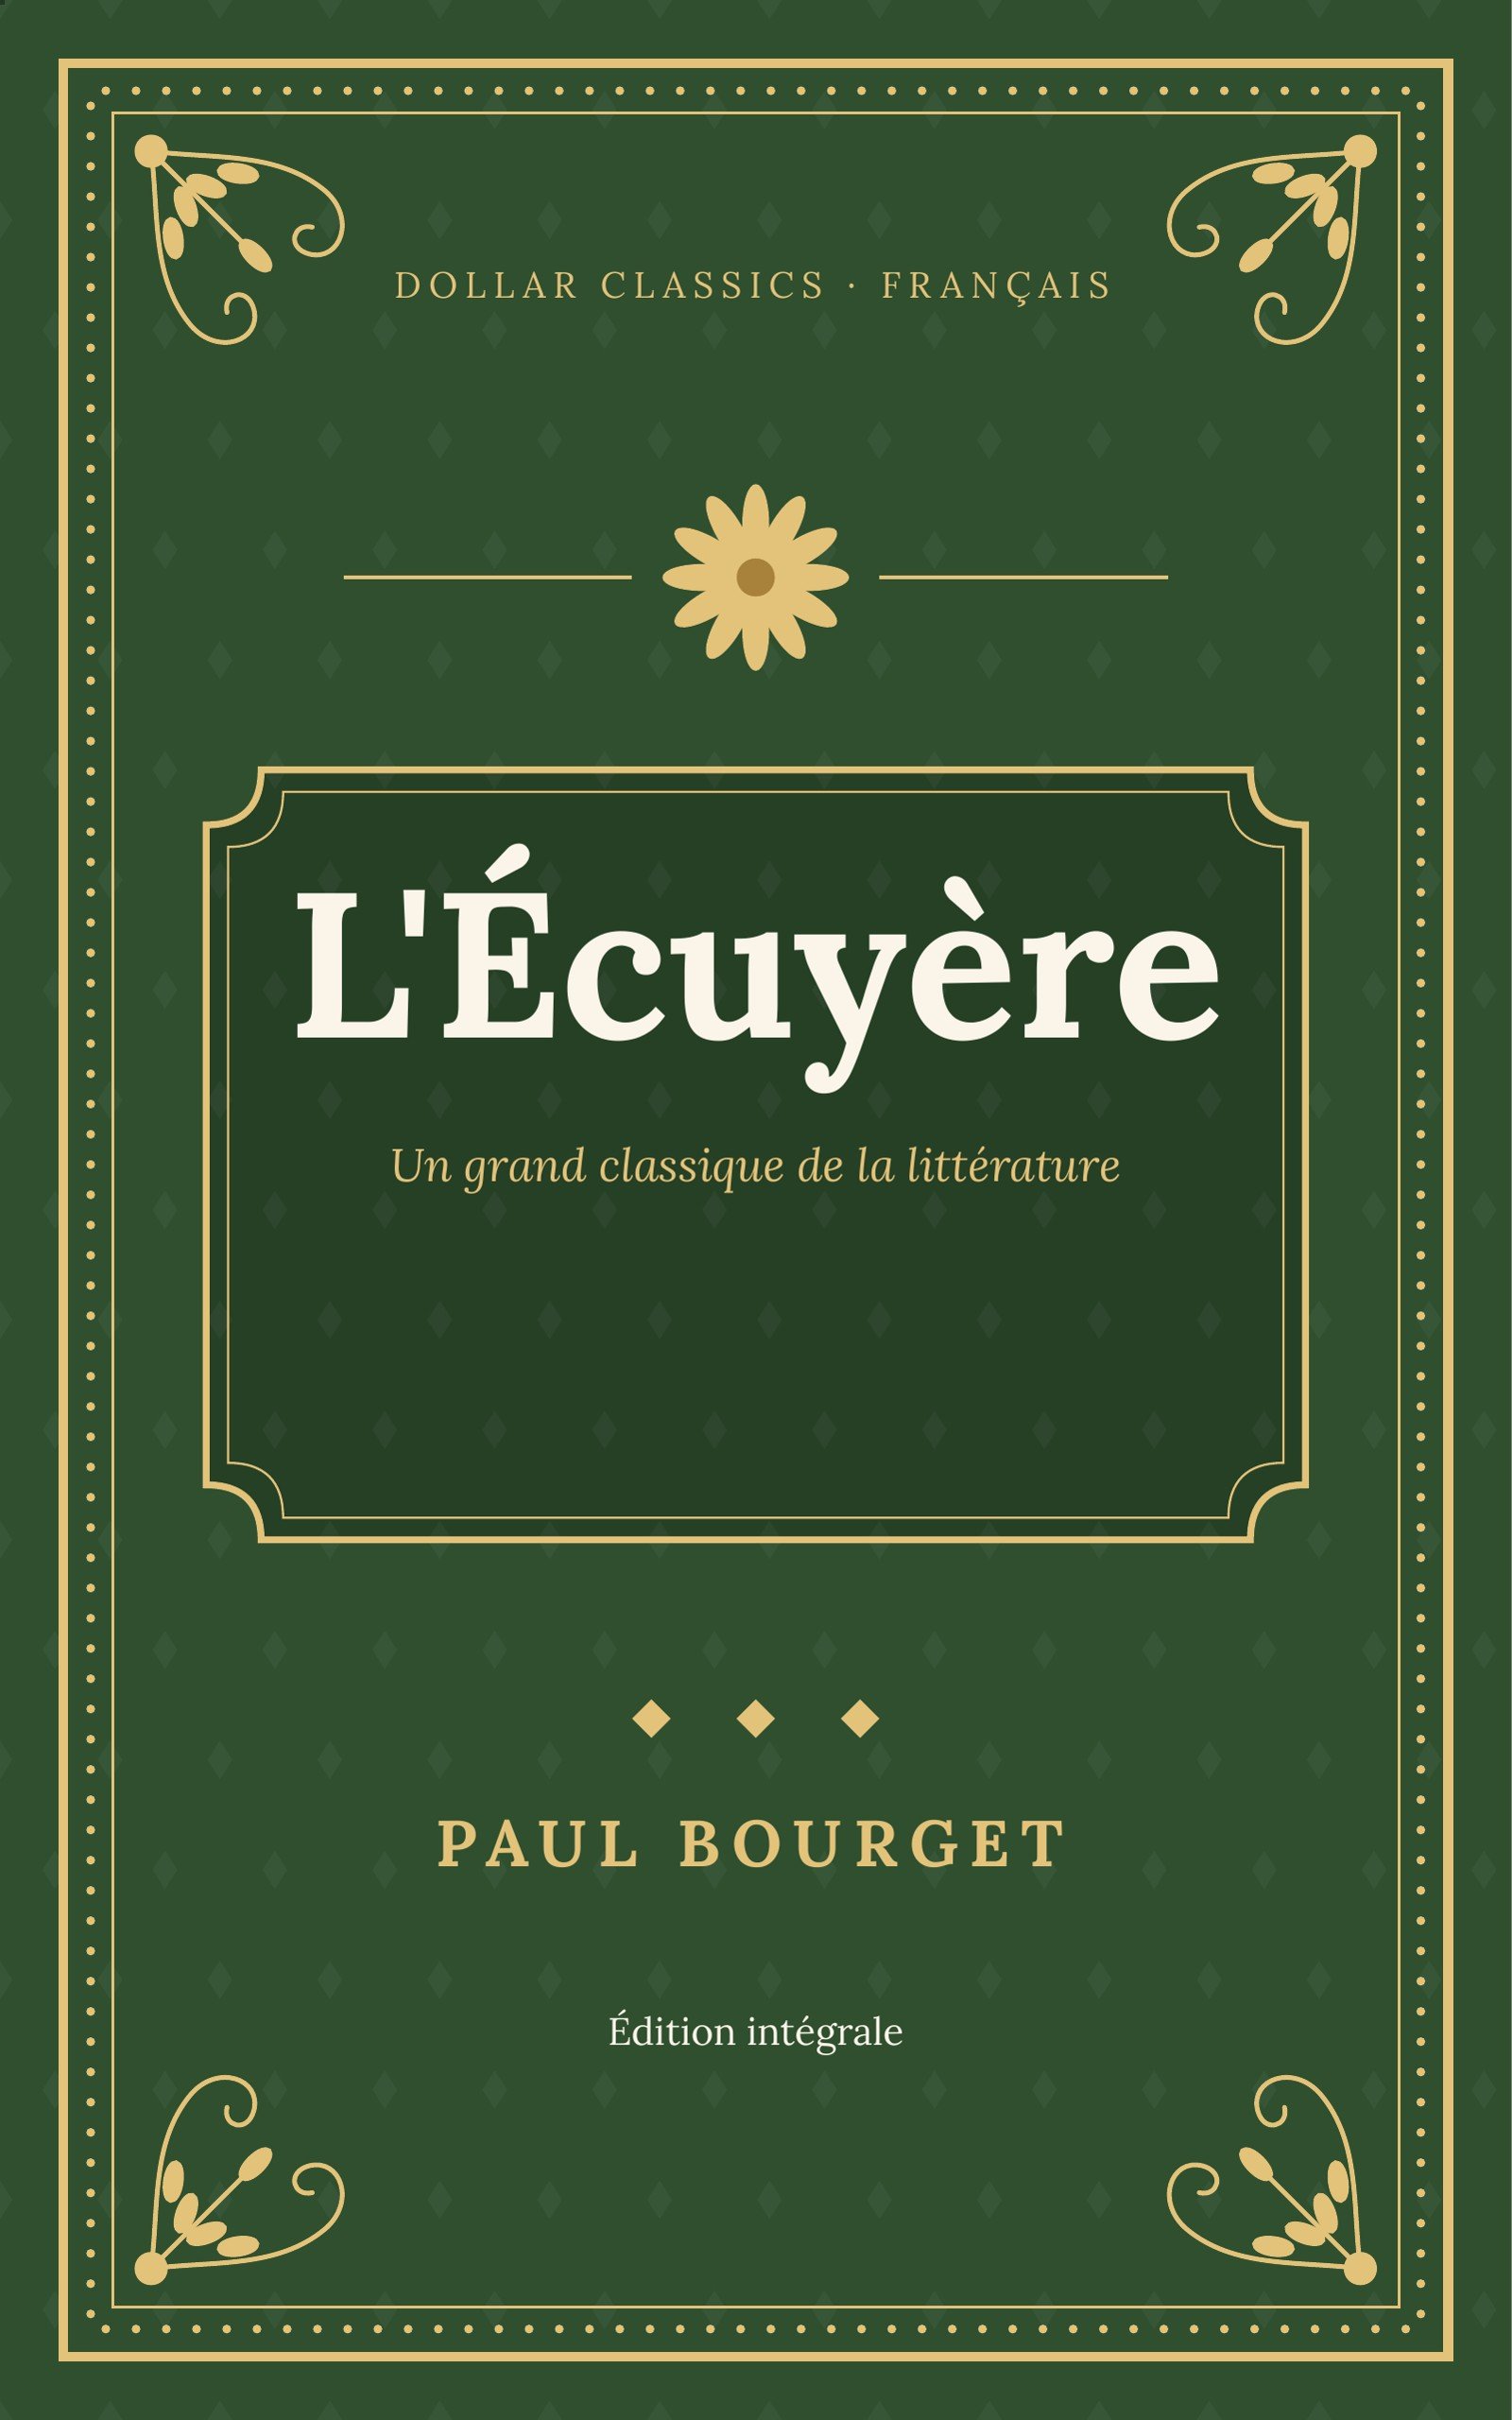 DOLLAR CLASSICS · FRANÇAIS
L'Écuyère
Un grand classique de la littérature
PAUL BOURGET
Édition intégrale